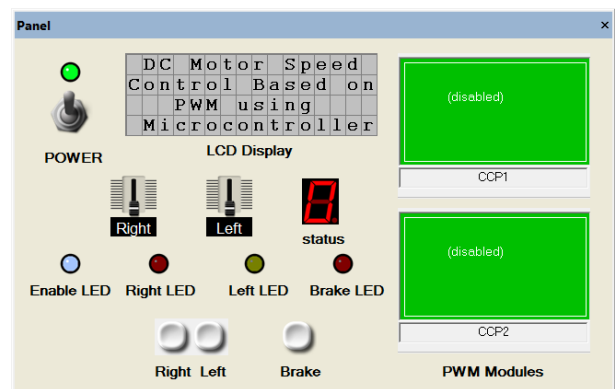 Panel
×
DC Motor Speed
Control Based on
PWM using
Microcontroller
POWER
LCD Display
(disabled)
CCP1
Right
Left
status
(disabled)
Enable LED
Right LED
Left LED
Brake LED
CCP2
Right
Left
Brake
PWM Modules